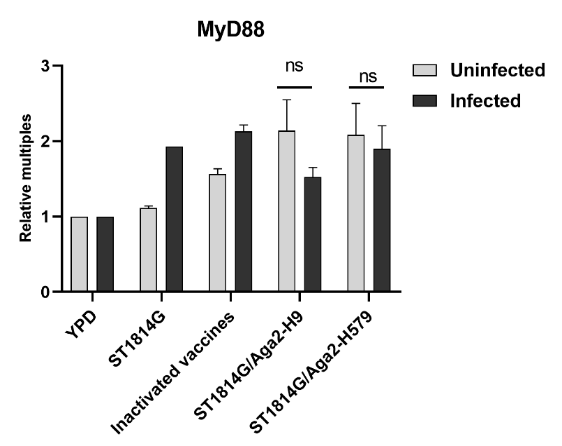 MyD88
Relative multiples
3
2
1
0
ns
ns
Uninfected
Infected
YPD
ST1814G
Inactivated vaccines
ST1814G/Aga2-H9
ST1814G/Aga2-H579